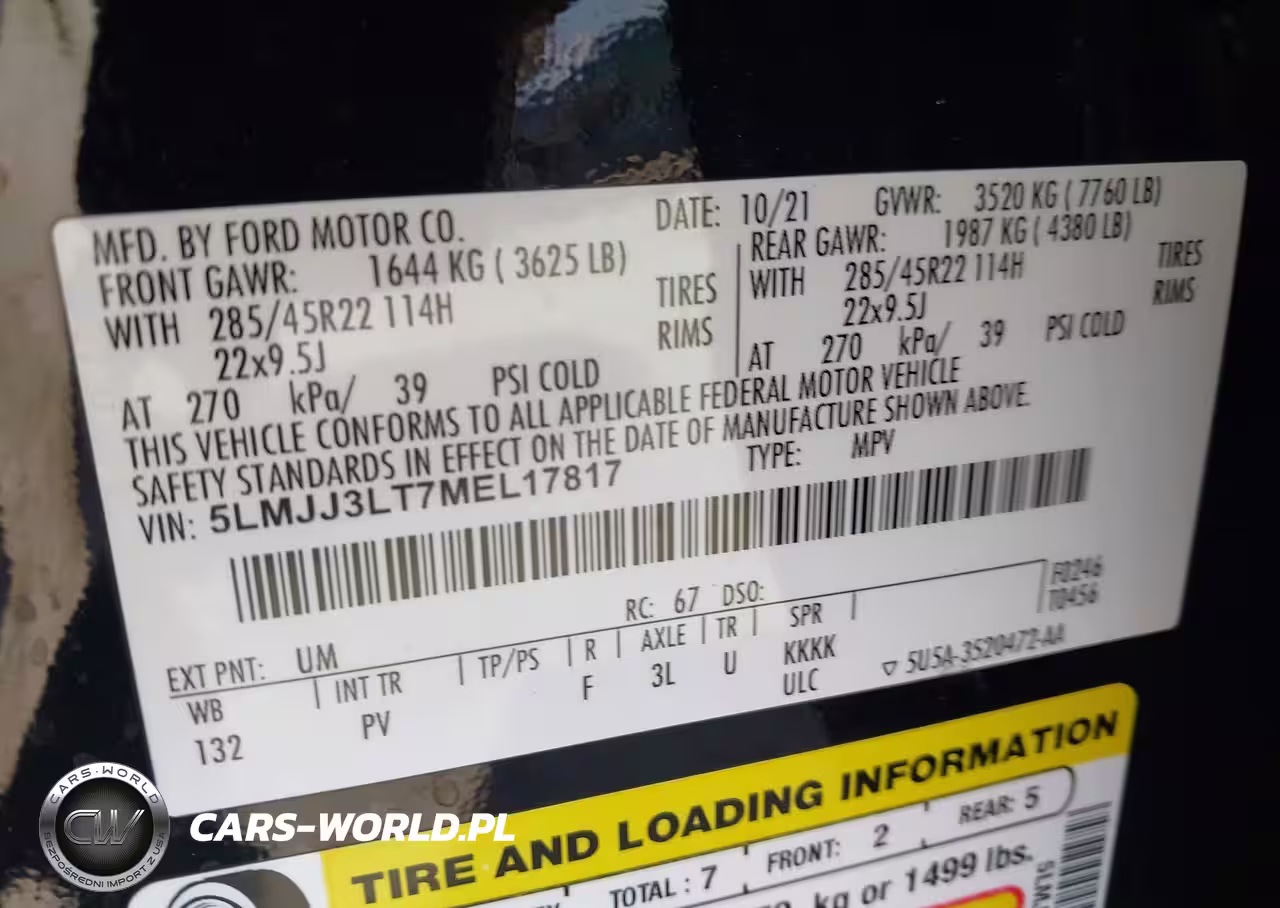 MFD. BY FORD MOTOR CO. DATE: 10/21 GVWR: 3520 KG ( 7760 LB)
FRONT GAWR: 1644 KG ( 3625 LB) REAR GAWR: 1987 KG ( 4380 LB)
WITH 285/45R22 114H TIRES WITH 285/45R22 114H TIRES
22x9.5J RIMS 22x9.5J RIMS
AT 270 kPa/ 39 PSI COLD AT 270 kPa/ 39 PSI COLD
THIS VEHICLE CONFORMS TO ALL APPLICABLE FEDERAL MOTOR VEHICLE
SAFETY STANDARDS IN EFFECT ON THE DATE OF MANUFACTURE SHOWN ABOVE.
VIN: 5LMJJ3LT7MEL17817 TYPE: MPV
EXT PNT: UM RC: 67 DSO: F0246
T0456
WB INT TR TP/PS R AXLE TR SPR
132 PV F 3L U KKKK
ULC 5U5A-3520472-AA
TIRE AND LOADING INFORMATION
TOTAL : 7 FRONT: 2 REAR: 5
kg or 1499 lbs.
CARS-WORLD
CW
BEZPOŚREDNI IMPORT Z USA
CARS-WORLD.PL